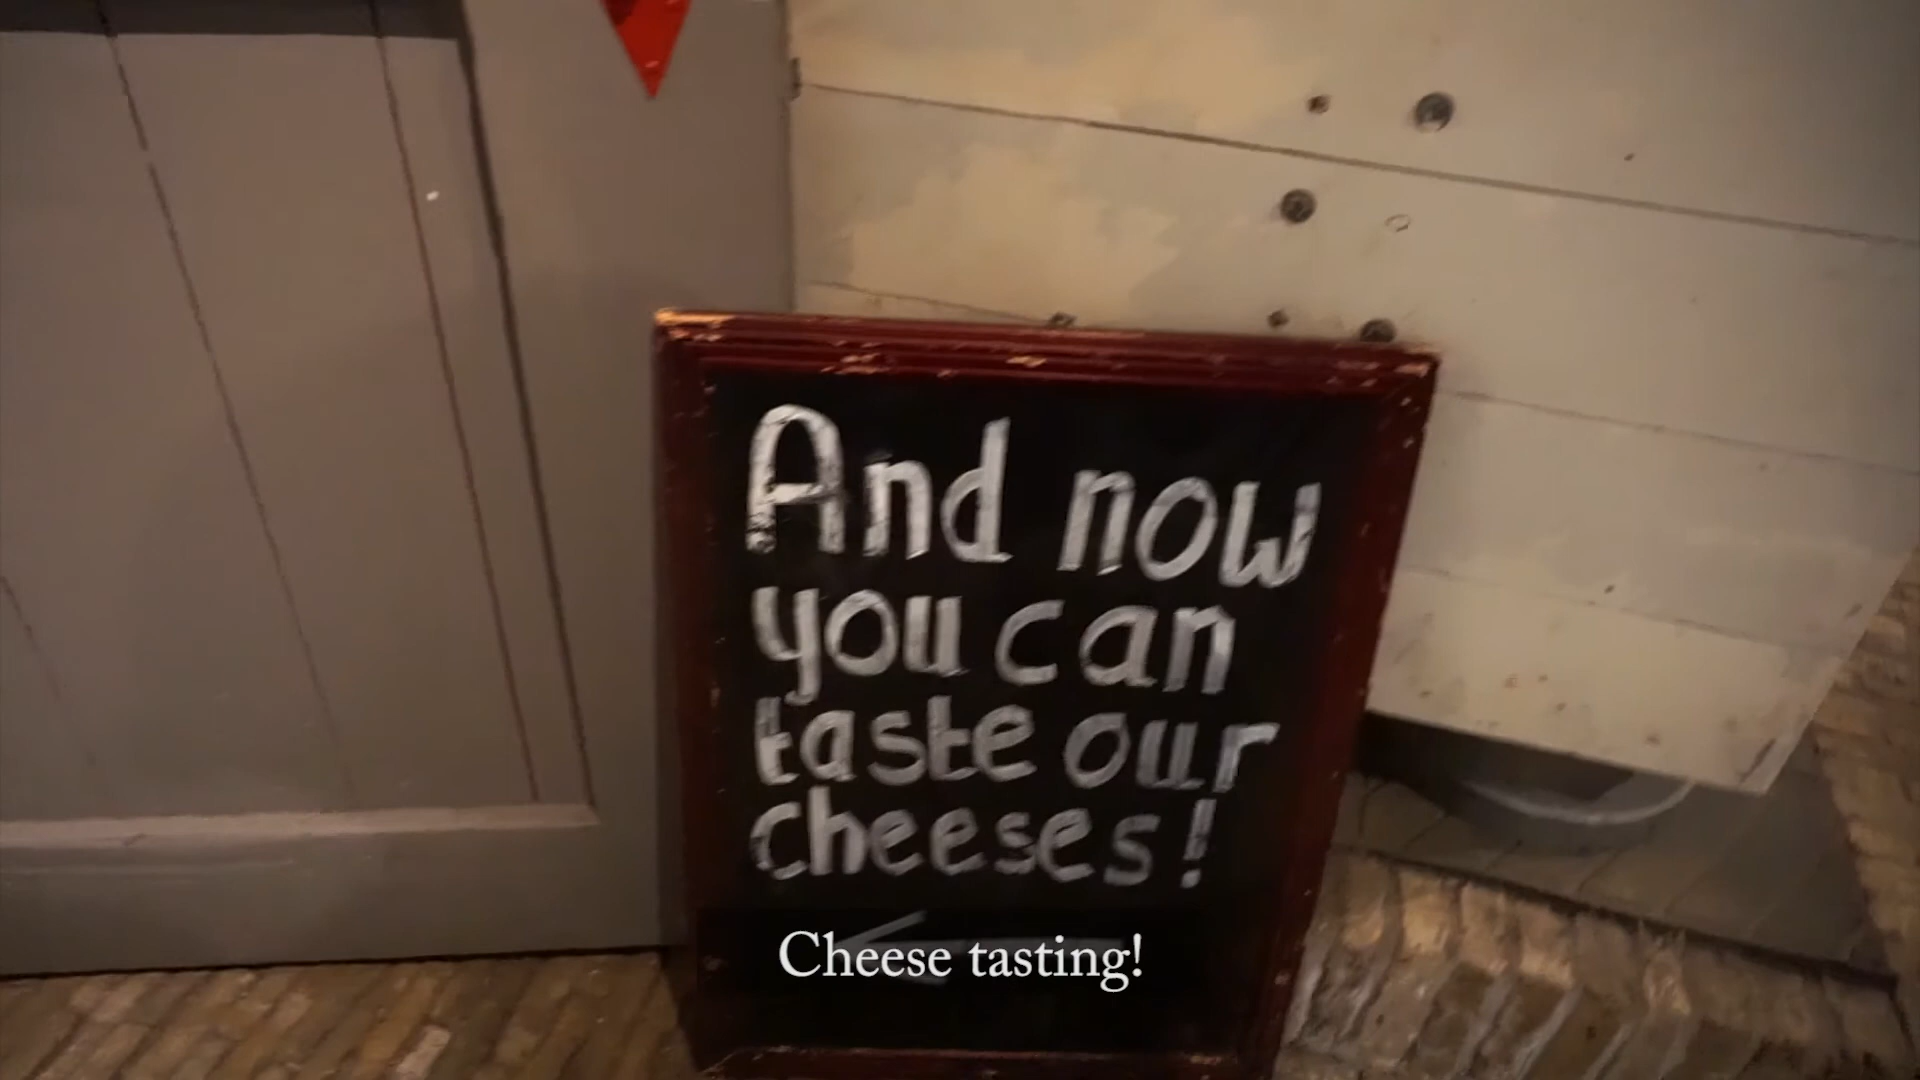 And now
you can
taste our
cheeses!
Cheese tasting!